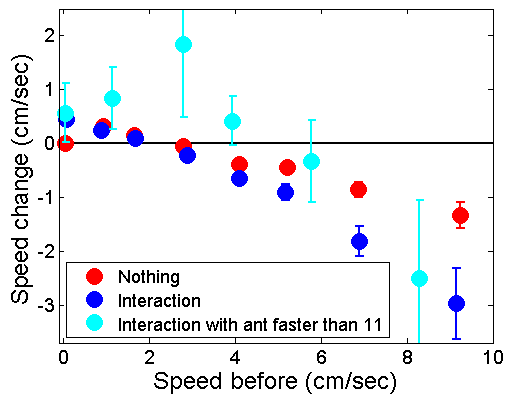 2
1
0
-1
-2
-3
Speed change (cm/sec)
Nothing
Interaction
Interaction with ant faster than 11
0
2
4
6
8
10
Speed before (cm/sec)